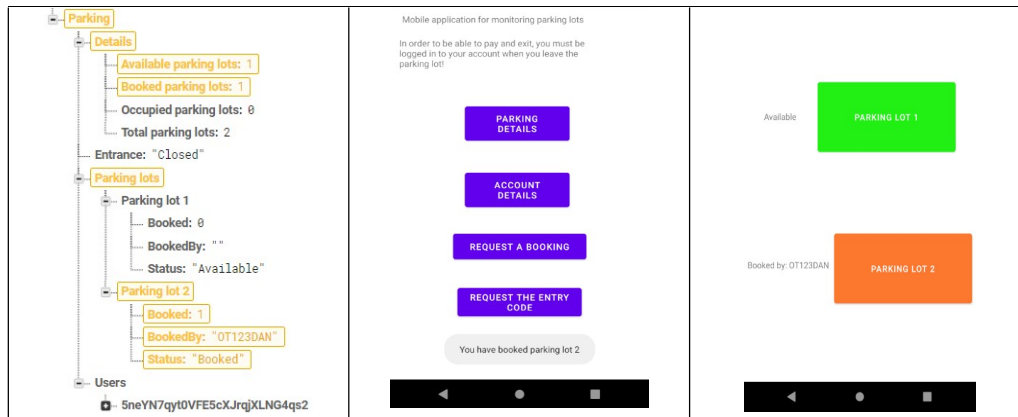 Parking
Details
Available parking lots: 1
Booked parking lots: 1
Occupied parking lots: 0
Total parking lots: 2
Entrance: "Closed"
Parking lots
Parking lot 1
Booked: 0
BookedBy: ""
Status: "Available"
Parking lot 2
Booked: 1
BookedBy: "OT123DAN"
Status: "Booked"
Users
5neYN7qyt0VFE5cXJrqjXLNG4qs2
Mobile application for monitoring parking lots
In order to be able to pay and exit, you must be
logged in to your account when you leave the
parking lot!
PARKING
DETAILS
ACCOUNT
DETAILS
REQUEST A BOOKING
REQUEST THE ENTRY
CODE
You have booked parking lot 2
Available
PARKING LOT 1
Booked by: OT123DAN
PARKING LOT 2